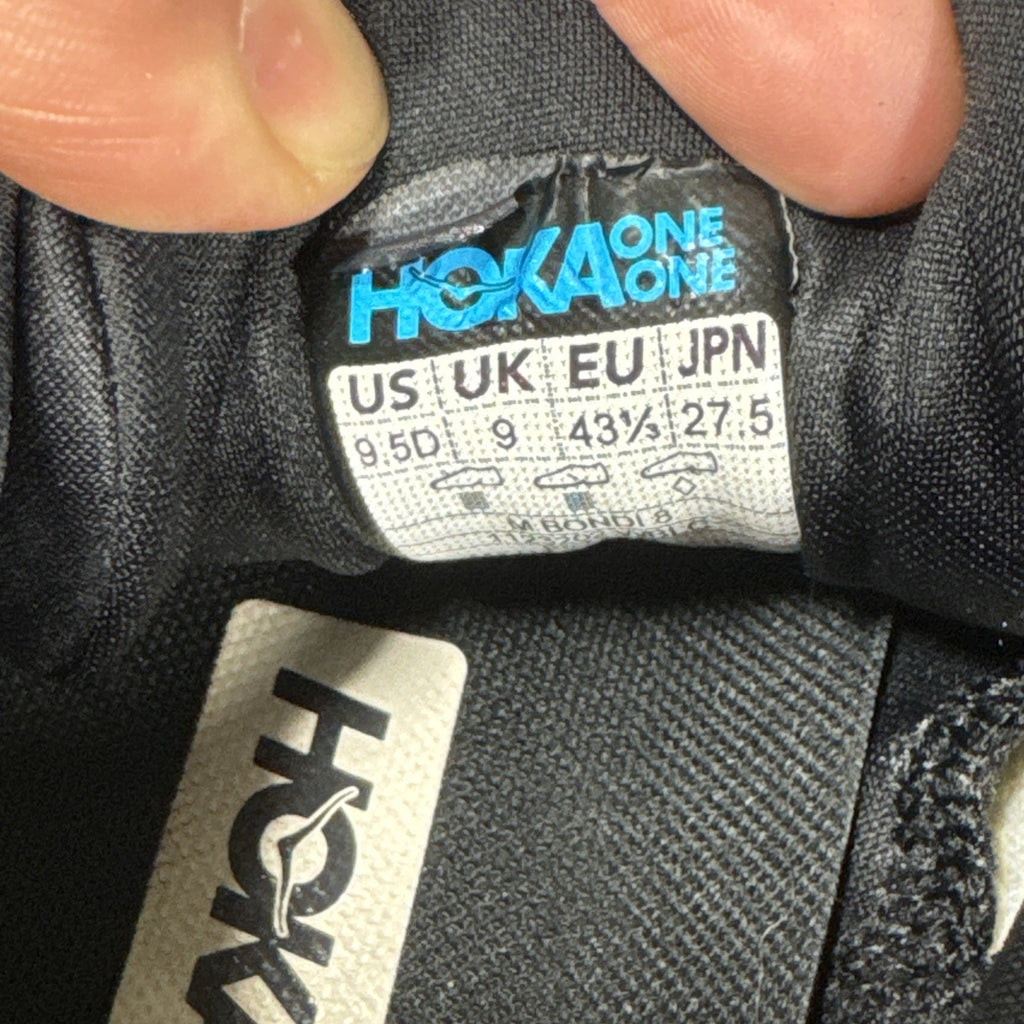 HOKA ONE
ONE
US UK EU JPN
9.5D 9 43⅓ 27.5
M BONDI 8
HOKA